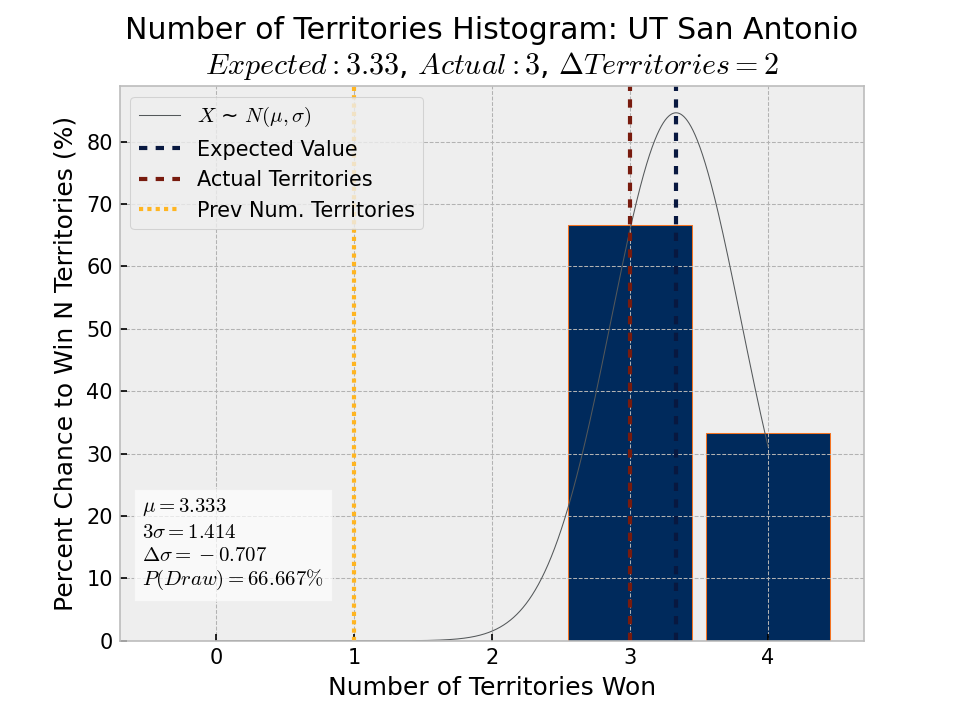 Number of Territories Histogram: UT San Antonio
Expected : 3.33, Actual : 3, ΔTerritories = 2
X ~ N(μ, σ)
Expected Value
Actual Territories
Prev Num. Territories
Percent Chance to Win N Territories (%)
80
70
60
50
40
30
20
10
0
μ = 3.333
3σ = 1.414
Δσ = −0.707
P(Draw) = 66.667%
0 1 2 3 4
Number of Territories Won